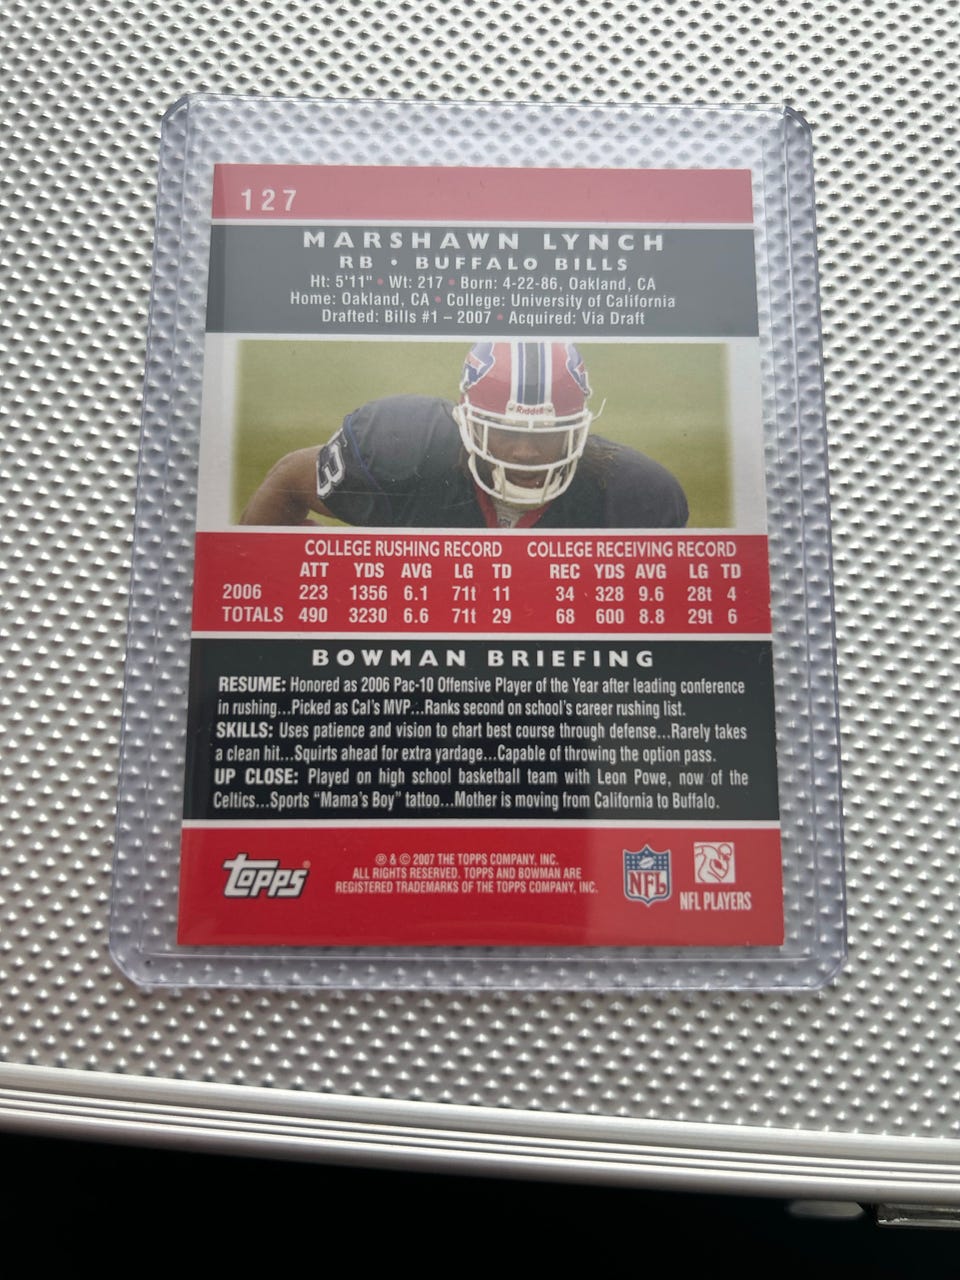 127
MARSHAWN LYNCH
RB • BUFFALO BILLS
Ht: 5'11" • Wt: 217 • Born: 4-22-86, Oakland, CA
Home: Oakland, CA • College: University of California
Drafted: Bills #1 – 2007 • Acquired: Via Draft
Riddell
3
COLLEGE RUSHING RECORD COLLEGE RECEIVING RECORD
ATT YDS AVG LG TD REC YDS AVG LG TD
2006 223 1356 6.1 71t 11 34 328 9.6 28t 4
TOTALS 490 3230 6.6 71t 29 68 600 8.8 29t 6
BOWMAN BRIEFING
RESUME: Honored as 2006 Pac-10 Offensive Player of the Year after leading conference
in rushing...Picked as Cal's MVP...Ranks second on school's career rushing list.
SKILLS: Uses patience and vision to chart best course through defense...Rarely takes
a clean hit...Squirts ahead for extra yardage...Capable of throwing the option pass.
UP CLOSE: Played on high school basketball team with Leon Powe, now of the
Celtics...Sports "Mama's Boy" tattoo...Mother is moving from California to Buffalo.
topps®
® & © 2007 THE TOPPS COMPANY, INC.
ALL RIGHTS RESERVED. TOPPS AND BOWMAN ARE
REGISTERED TRADEMARKS OF THE TOPPS COMPANY, INC.
NFL
NFL PLAYERS